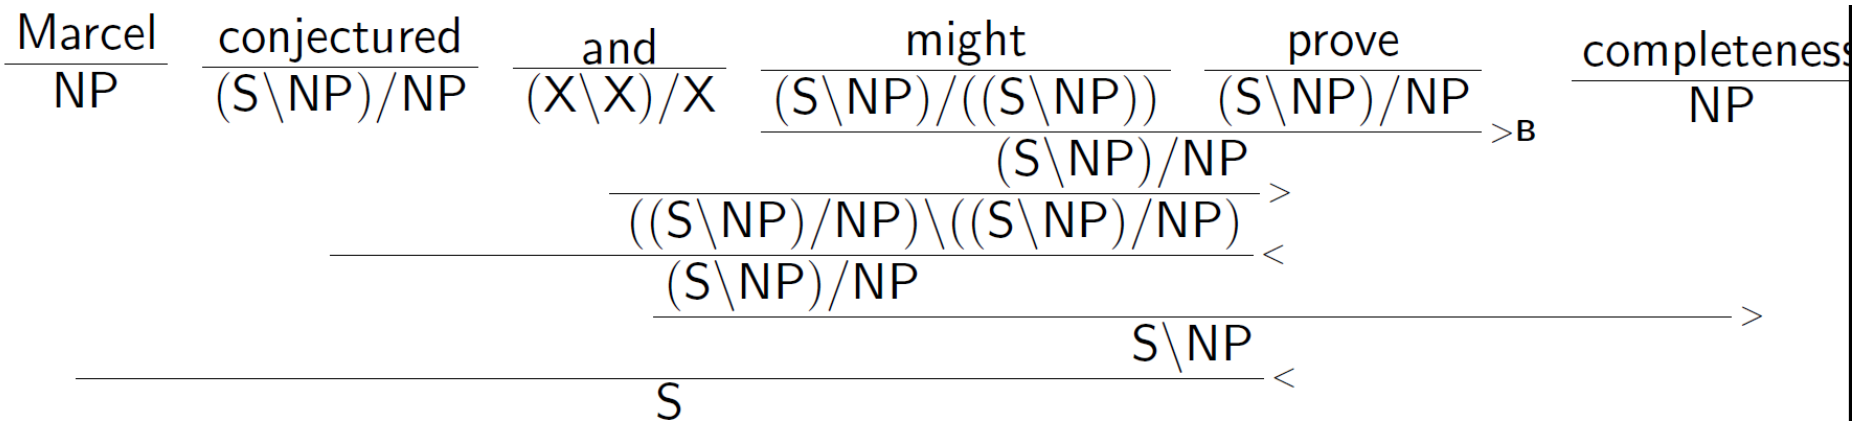 Marcel conjectured and might prove completeness
NP (S\NP)/NP (X\X)/X (S\NP)/((S\NP)) (S\NP)/NP NP
>B
(S\NP)/NP
>
((S\NP)/NP)\((S\NP)/NP)
<
(S\NP)/NP
>
S\NP
<
S